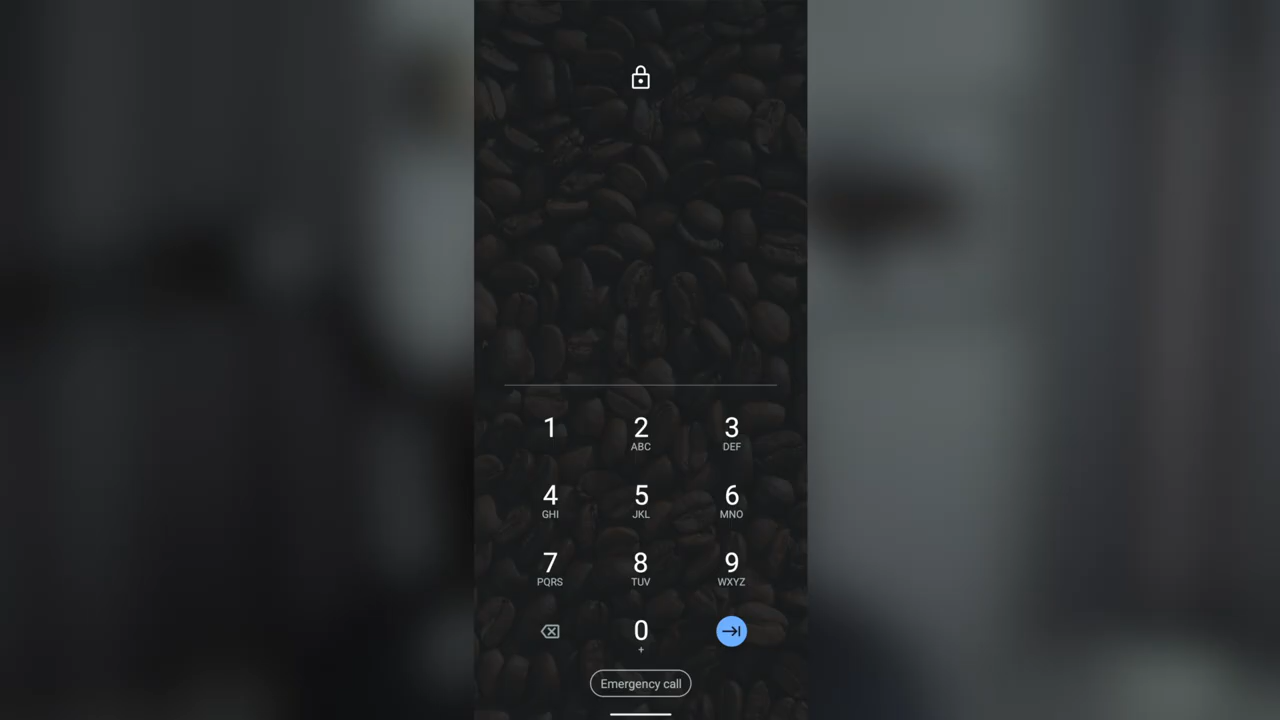 1 2 3
ABC DEF
4 5 6
GHI JKL MNO
7 8 9
PQRS TUV WXYZ
0
+
Emergency call